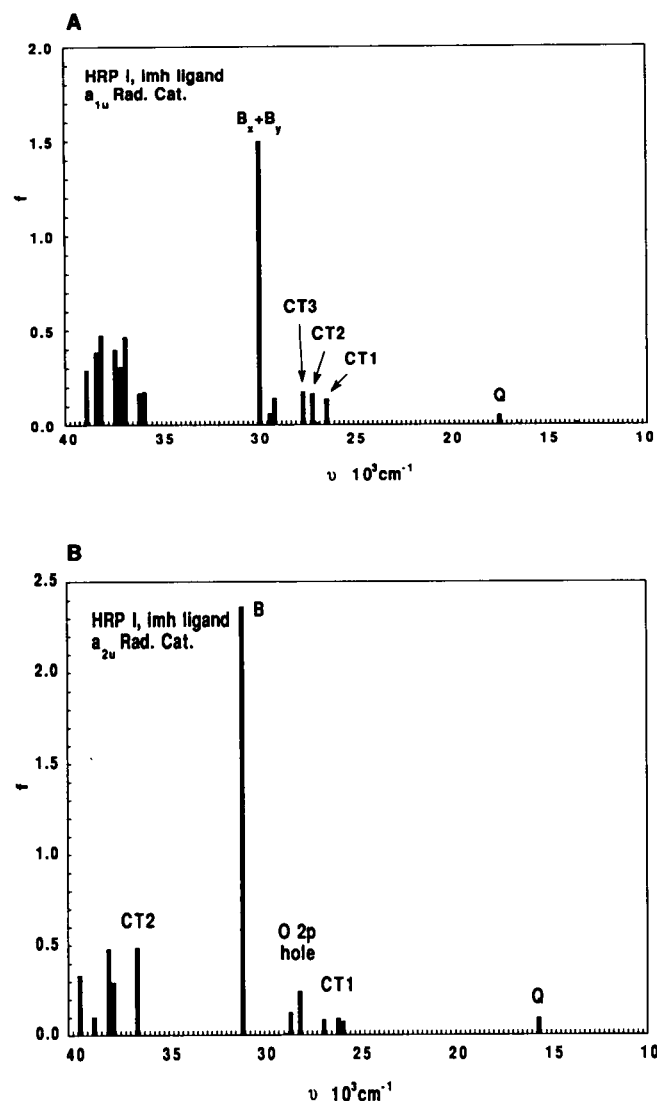 A
HRP I, imh ligand
a1u Rad. Cat.
Bx+By
CT3
CT2
CT1
Q
f
2.0
1.5
1.0
0.5
0.0
40 35 30 25 20 15 10
υ 10³cm⁻¹
B
HRP I, imh ligand
a2u Rad. Cat.
B
CT2
O 2p
hole
CT1
Q
f
2.5
2.0
1.5
1.0
0.5
0.0
40 35 30 25 20 15 10
υ 10³cm⁻¹